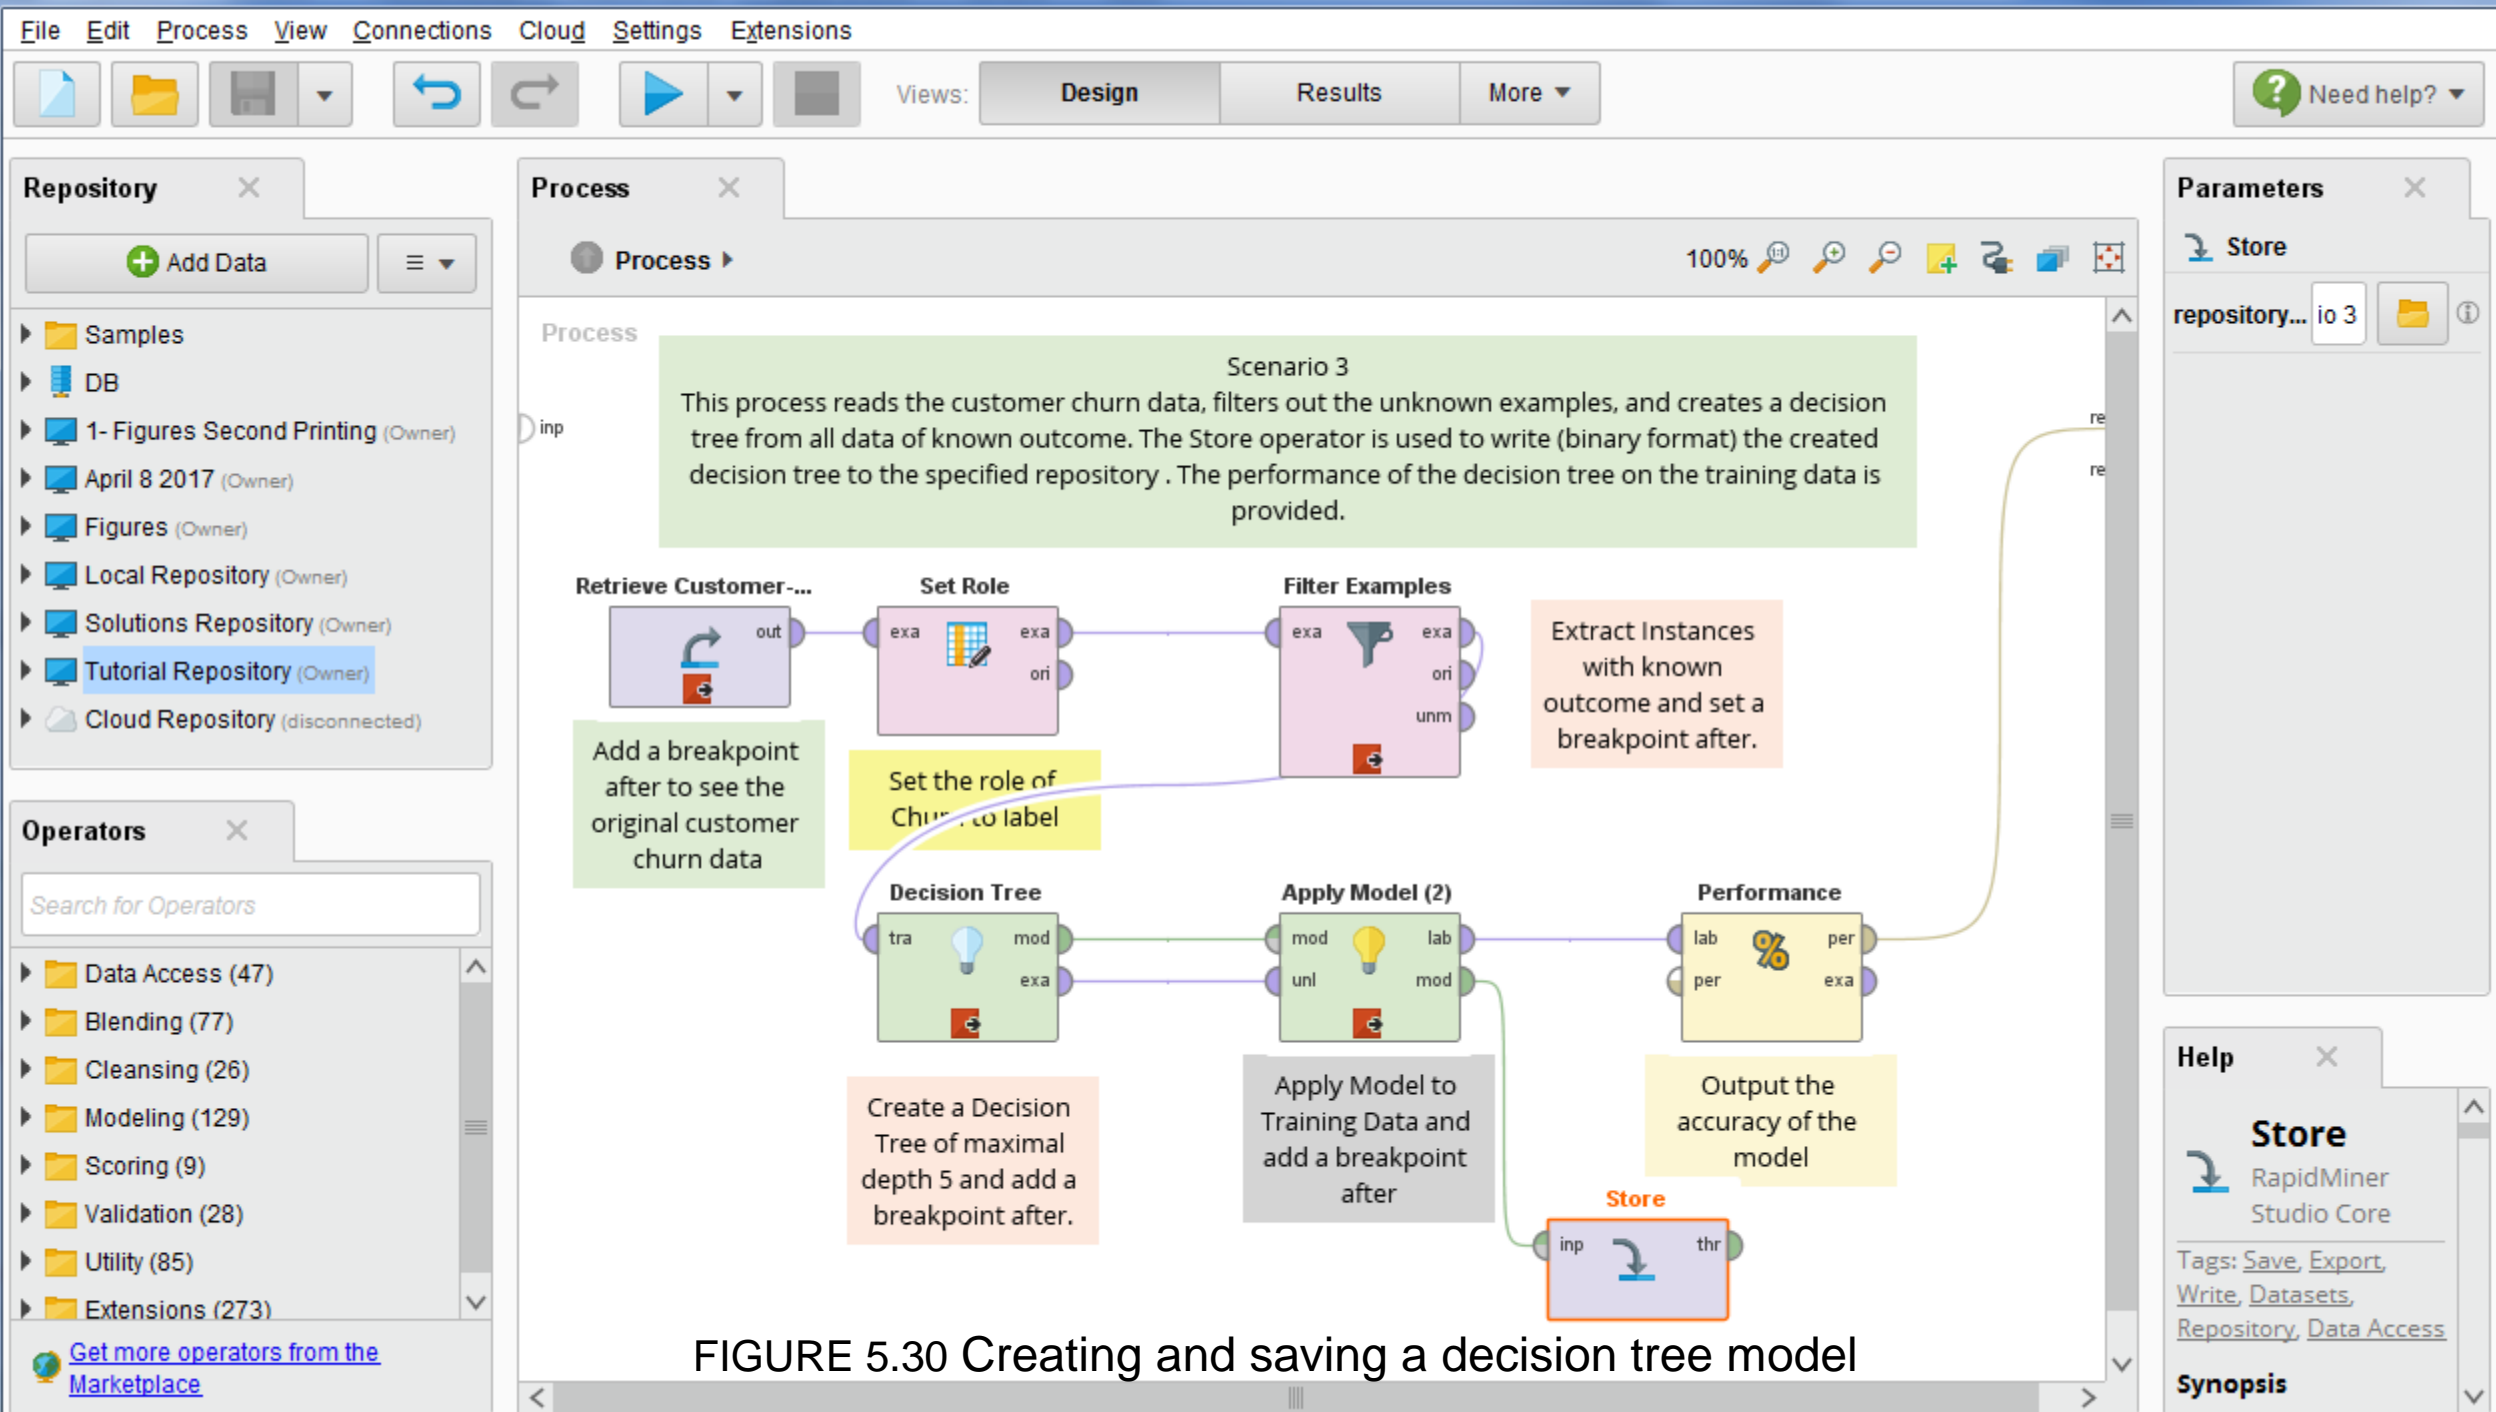 File Edit Process View Connections Cloud Settings Extensions
Views: Design Results More
Need help?
Repository
Add Data
Samples
DB
1- Figures Second Printing (Owner)
April 8 2017 (Owner)
Figures (Owner)
Local Repository (Owner)
Solutions Repository (Owner)
Tutorial Repository (Owner)
Cloud Repository (disconnected)
Operators
Search for Operators
Data Access (47)
Blending (77)
Cleansing (26)
Modeling (129)
Scoring (9)
Validation (28)
Utility (85)
Extensions (273)
Get more operators from the
Marketplace
Process
Process
100%
Process
inp
Scenario 3
This process reads the customer churn data, filters out the unknown examples, and creates a decision
tree from all data of known outcome. The Store operator is used to write (binary format) the created
decision tree to the specified repository . The performance of the decision tree on the training data is
provided.
re
re
Retrieve Customer-...
out
Add a breakpoint
after to see the
original customer
churn data
Set Role
exa exa
ori
Set the role of
Churn to label
Filter Examples
exa exa
ori
unm
Extract Instances
with known
outcome and set a
breakpoint after.
Decision Tree
tra mod
exa
Create a Decision
Tree of maximal
depth 5 and add a
breakpoint after.
Apply Model (2)
mod lab
unl mod
Apply Model to
Training Data and
add a breakpoint
after
Performance
lab per
per exa
Output the
accuracy of the
model
Store
inp thr
FIGURE 5.30 Creating and saving a decision tree model
Parameters
Store
repository... io 3
Help
Store
RapidMiner
Studio Core
Tags: Save, Export,
Write, Datasets,
Repository, Data Access
Synopsis